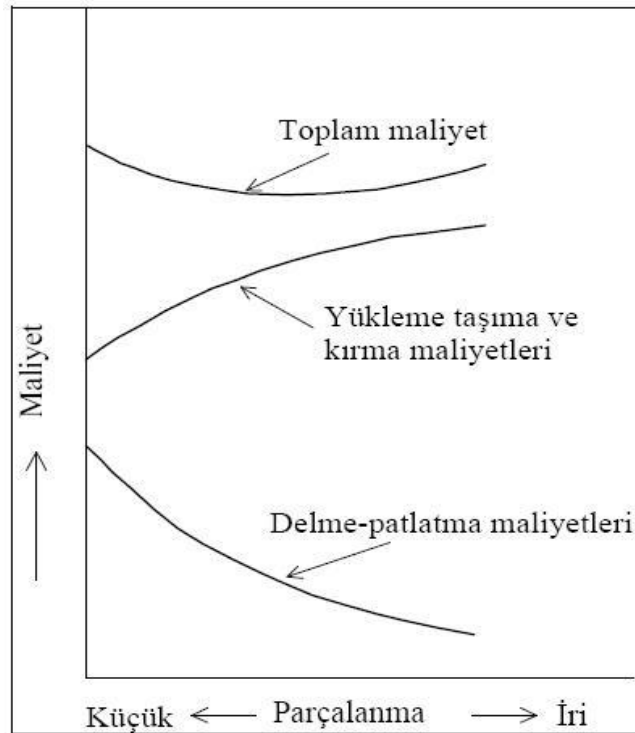 Toplam maliyet
Yükleme taşıma ve
kırma maliyetleri
Maliyet
Delme-patlatma maliyetleri
Küçük Parçalanma İri